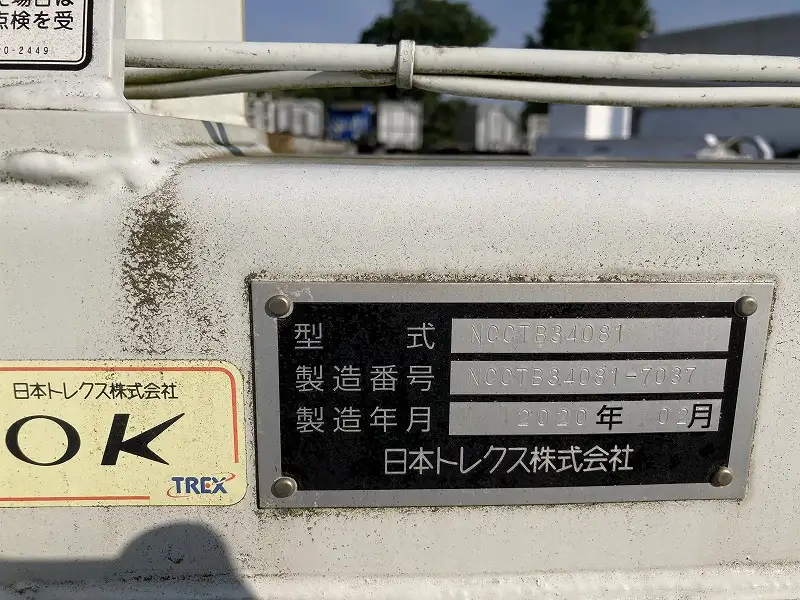 点検を受
0-2449
型 式 NCCTB34081
製造番号 NCCTB34081-7037
製造年月 2020年 02月
日本トレクス株式会社
日本トレクス株式会社
OK
TREX